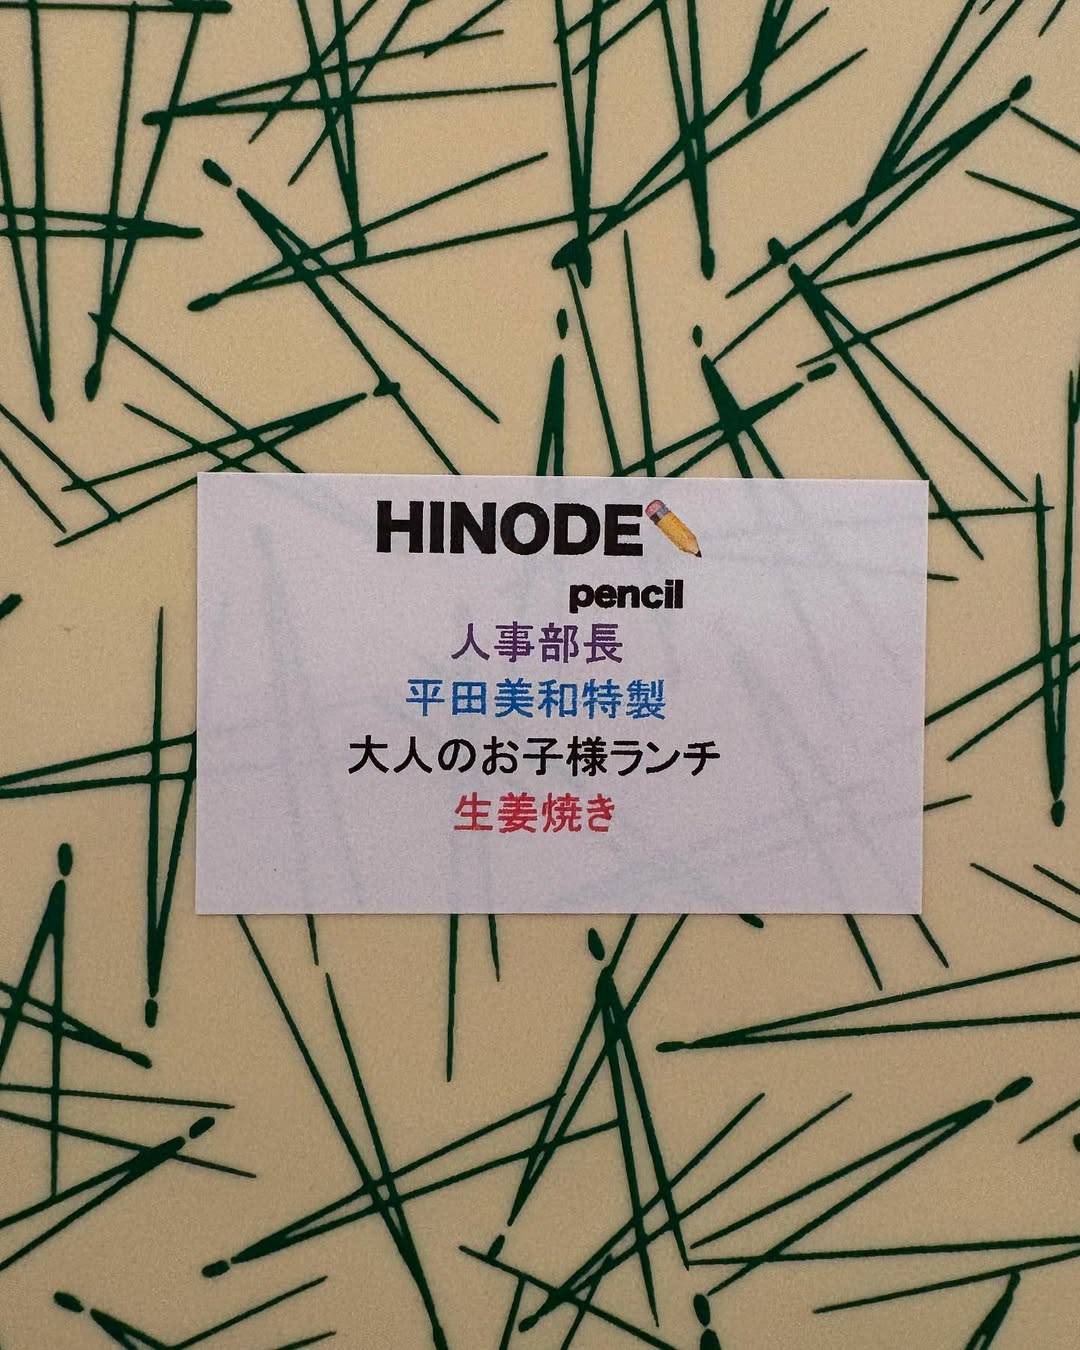 HINODE✏️
pencil
人事部長
平田美和特製
大人のお子様ランチ
生姜焼き